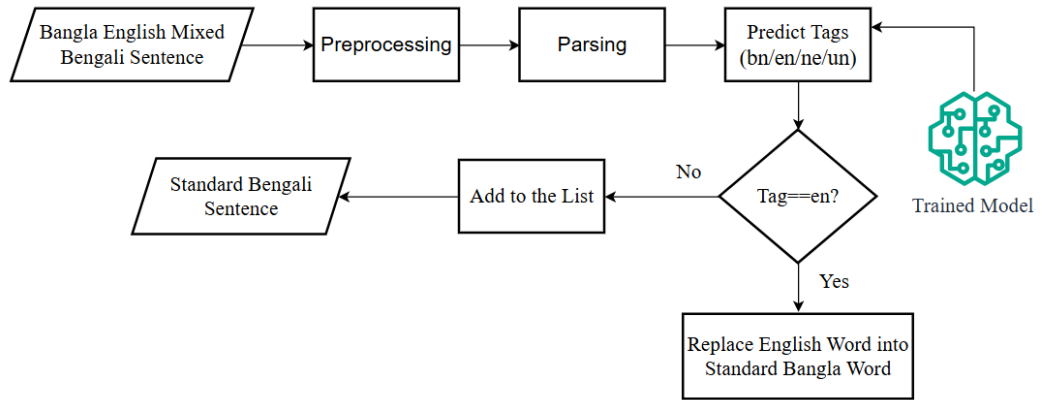 Bangla English Mixed
Bengali Sentence
Preprocessing
Parsing
Predict Tags
(bn/en/ne/un)
Trained Model
Tag==en?
No
Add to the List
Standard Bengali
Sentence
Yes
Replace English Word into
Standard Bangla Word